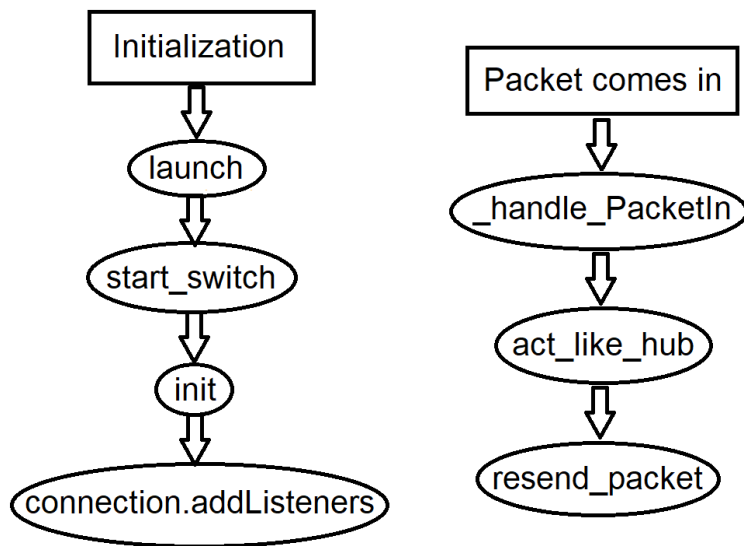 Initialization
launch
start_switch
init
connection.addListeners
Packet comes in
_handle_PacketIn
act_like_hub
resend_packet